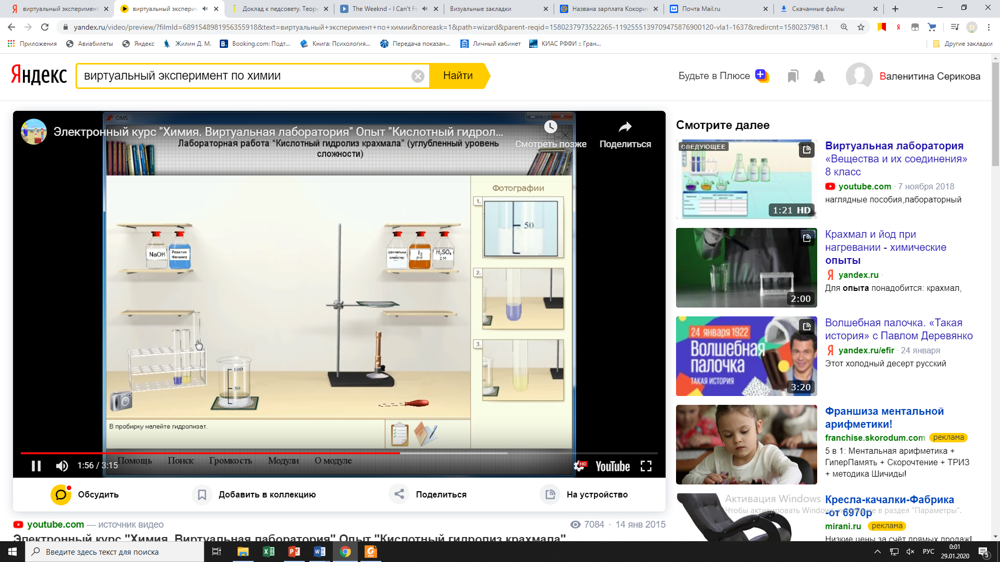 виртуальный эксперимент
виртуальный эксперим
Доклад к педсовету. Теори
The Weeknd - I Can't Fe
Визуальные закладки
Названа зарплата Кокорин
Почта Mail.ru
Скачанные файлы
yandex.ru/video/preview/?filmId=6891548981956355918&text=виртуальный+эксперимент+по+химии&noreask=1&path=wizard&parent-reqid=1580237973522265-1192555139709475876900120-vla1-1637&redircnt=1580237981.1
Приложения
Авиабилеты
Яндекс
Жилин Д. М.
Booking.com: Подт...
Книга: Психология...
Передача показан...
Личный кабинет
КИАС РФФИ :: Гран...
Другие закладки
Яндекс
виртуальный эксперимент по химии
Найти
Будьте в Плюсе
Валенитина Серикова
OMS
Электронный курс "Химия. Виртуальная лаборатория" Опыт "Кислотный гидрол...
Смотреть позже
Поделиться
Лабораторная работа “Кислотный гидролиз крахмала” (углубленный уровень
сложности)
Фотографии
1.
50
2.
3.
NaOH
Реактив
Фелинга
Крахмальный
клейстер
I2
р-р
H2SO4
2 М
100
50
В пробирку налейте гидролизат.
Помощь
Поиск
Громкость
Модули
О модуле
1:56 / 3:15
HD
YouTube
Обсудить
Добавить в коллекцию
Поделиться
На устройство
youtube.com — источник видео
7084 · 14 янв 2015
Электронный курс "Химия. Виртуальная лаборатория" Опыт "Кислотный гидролиз крахмала"
Смотрите далее
СЛЕДУЮЩЕЕ
1:21 HD
Виртуальная лаборатория
«Вещества и их соединения»
8 класс
youtube.com · 7 ноября 2018
наглядные пособия,лабораторный
2:00
Крахмал и йод при
нагревании - химические
опыты
yandex.ru ·
Для опыта понадобится: крахмал,
24 января 1922
ВОЛШЕБНАЯ
ПАЛОЧКА
ТАКАЯ ИСТОРИЯ
3:20
Волшебная палочка. «Такая
история» с Павлом Деревянко
yandex.ru/efir · 24 января
Этот холодный десерт русский
Франшиза ментальной
арифметики!
franchise.skorodum.com
реклама
5 в 1: Ментальная арифметика +
ГиперПамять + Скорочтение + ТРИЗ
+ методика Шичиды!
Активация Windows
Кресла-качалки-Фабрика
-от 6970р
mirani.ru
реклама
Низкие цены за счёт прямых продаж!
Введите здесь текст для поиска
РУС
0:01
29.01.2020
5